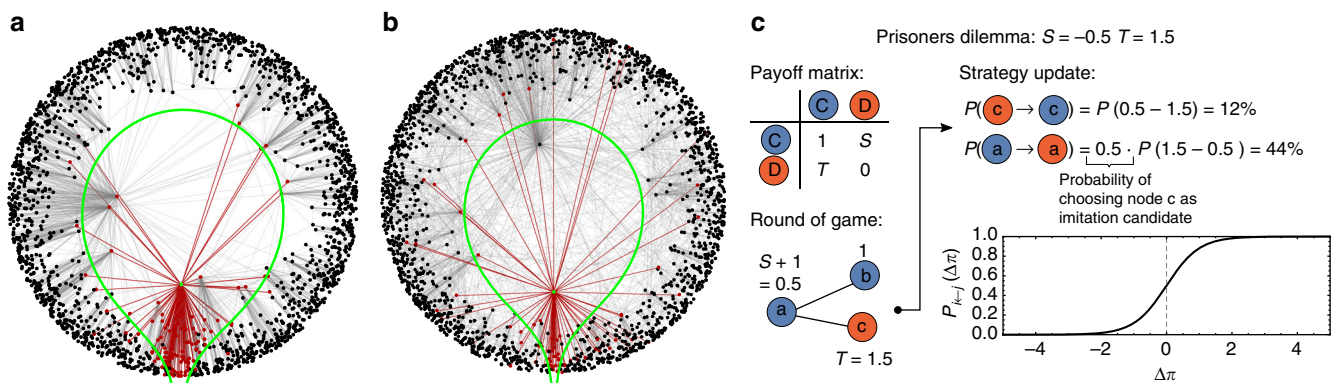 a
b
c
Prisoners dilemma: S = −0.5 T = 1.5
Payoff matrix:
C D
C 1 S
D T 0
Round of game:
S + 1
= 0.5
1
a
b
c
T = 1.5
Strategy update:
P( c → c ) = P (0.5 − 1.5) = 12%
P( a → a ) = 0.5 · P (1.5 − 0.5 ) = 44%
Probability of
choosing node c as
imitation candidate
1.0
0.8
0.6
0.4
0.2
0.0
P i←j (Δπ)
−4 −2 0 2 4
Δπ